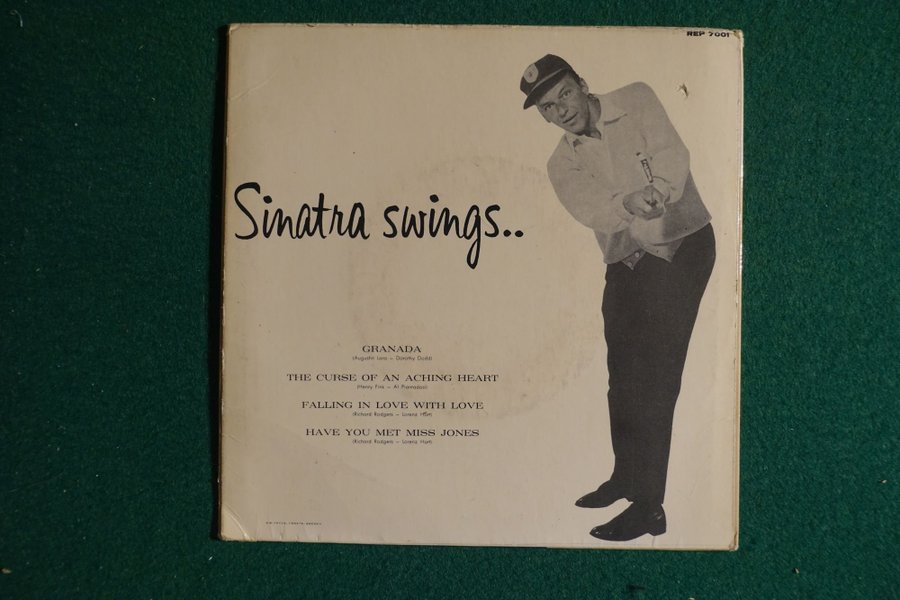 REP 7001
Sinatra swings..
GRANADA
(Augustin Lara — Dorothy Dodd)
THE CURSE OF AN ACHING HEART
(Henry Fink — Al Piantadosi)
FALLING IN LOVE WITH LOVE
(Richard Rodgers — Lorenz Hart)
HAVE YOU MET MISS JONES
(Richard Rodgers — Lorenz Hart)